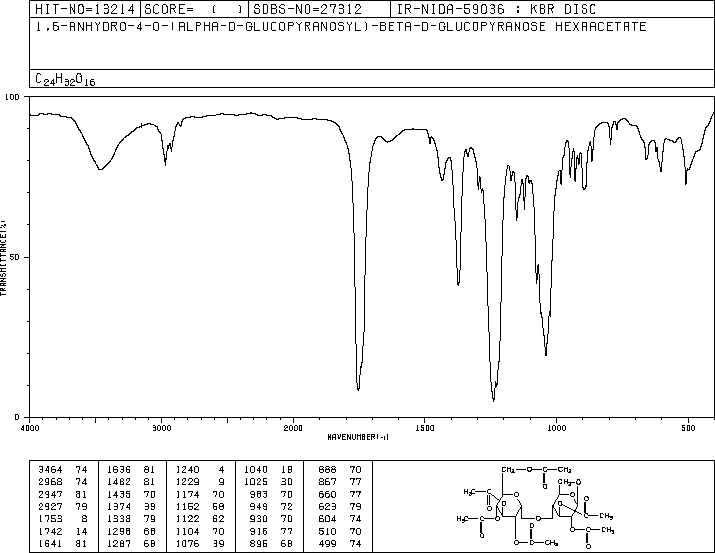 HIT-NO=13214 SCORE= ( ) SDBS-NO=27312 IR-NIDA-59036 : KBR DISC
1,6-ANHYDRO-4-O-(ALPHA-D-GLUCOPYRANOSYL)-BETA-D-GLUCOPYRANOSE HEXAACETATE
C24H32O16
100
TRANSMITTANCE(%)
50
0
4000 3000 2000 1500 1000 500
WAVENUMBER(-1)
3464 74 1636 81 1240 4 1040 18 888 70
2968 74 1482 81 1229 9 1025 30 867 77
2947 81 1435 70 1174 70 983 70 660 77
2927 79 1374 39 1152 60 949 72 623 79
1753 8 1338 79 1122 62 930 70 604 74
1742 14 1298 68 1104 70 916 77 510 70
1641 81 1287 68 1076 39 896 68 499 74